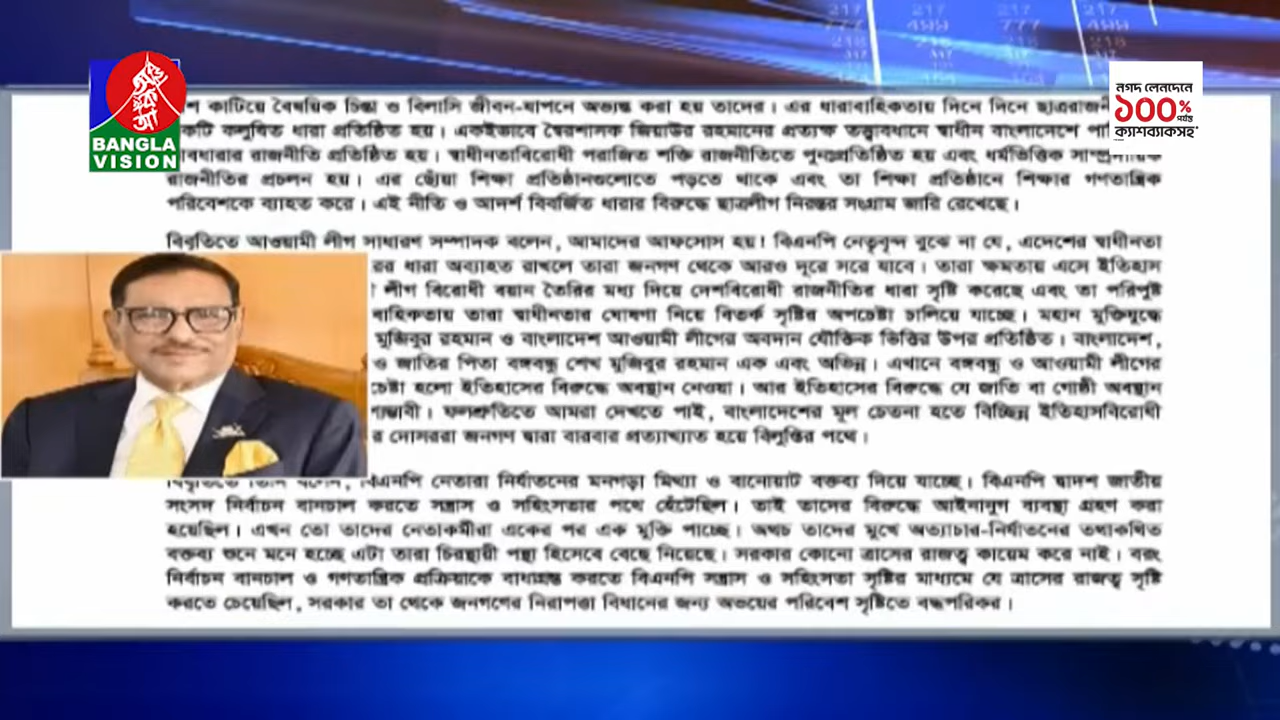 BANGLA
VISION
নগদ লেনদেনে
১০০% পর্যন্ত
ক্যাশব্যাকসহ
কাটিয়ে বৈষয়িক চিন্তা ও বিলাসি জীবন-যাপনে অভ্যস্ত করা হয় তাদের। এর ধারাবাহিকতায় দিনে দিনে
কলুষিত ধারা প্রতিষ্ঠিত হয়। একইভাবে স্বৈরশাসক জিয়াউর রহমানের প্রত্যক্ষ তত্ত্বাবধানে স্বাধীন বাংলাদেশে
রাজনীতি প্রতিষ্ঠিত হয়। স্বাধীনতাবিরোধী পরাজিত শক্তি রাজনীতিতে পুনঃপ্রতিষ্ঠিত হয় এবং ধর্মভিত্তিক সাম্প্রদায়িক
রাজনীতির প্রচলন হয়। এর ছোঁয়া শিক্ষা প্রতিষ্ঠানগুলোতে পড়তে থাকে এবং তা শিক্ষা প্রতিষ্ঠানে শিক্ষার গণতান্ত্রিক
পরিবেশকে ব্যাহত করে। এই নীতি ও আদর্শ বিবর্জিত ধারার বিরুদ্ধে ছাত্রলীগ নিরন্তর সংগ্রাম জারি রেখেছে।
বিবৃতিতে আওয়ামী লীগ সাধারণ সম্পাদক বলেন, আমাদের আফসোস হয়! বিএনপি নেতৃবৃন্দ বুঝে না যে, এদেশের স্বাধীনতা
ধারা অব্যাহত রাখলে তারা জনগণ থেকে আরও দূরে সরে যাবে। তারা ক্ষমতায় এসে ইতিহাস
লীগ বিরোধী বয়ান তৈরির মধ্য দিয়ে দেশবিরোধী রাজনীতির ধারা সৃষ্টি করেছে এবং তা পরিপুষ্ট
তারা স্বাধীনতার ঘোষণা নিয়ে বিতর্ক সৃষ্টির অপচেষ্টা চালিয়ে যাচ্ছে। মহান মুক্তিযুদ্ধে
মুজিবুর রহমান ও বাংলাদেশ আওয়ামী লীগের অবদান যৌক্তিক ভিত্তির উপর প্রতিষ্ঠিত। বাংলাদেশ,
ও জাতির পিতা বঙ্গবন্ধু শেখ মুজিবুর রহমান এক এবং অভিন্ন। এখানে বঙ্গবন্ধু ও আওয়ামী লীগের
চেষ্টা হলো ইতিহাসের বিরুদ্ধে অবস্থান নেওয়া। আর ইতিহাসের বিরুদ্ধে যে জাতি বা গোষ্ঠী অবস্থান
ফলশ্রুতিতে আমরা দেখতে পাই, বাংলাদেশের মূল চেতনা হতে বিচ্ছিন্ন ইতিহাসবিরোধী
দোসররা জনগণ দ্বারা বারবার প্রত্যাখ্যাত হয়ে বিলুপ্তির পথে।
বিবৃতিতে তিনি বলেন, বিএনপি নেতারা নির্যাতনের মনগড়া মিথ্যা ও বানোয়াট বক্তব্য দিয়ে যাচ্ছে। বিএনপি দ্বাদশ জাতীয়
সংসদ নির্বাচন বানচাল করতে সন্ত্রাস ও সহিংসতার পথে হেঁটেছিল। তাই তাদের বিরুদ্ধে আইনানুগ ব্যবস্থা গ্রহণ করা
হয়েছিল। এখন তো তাদের নেতাকর্মীরা একের পর এক মুক্তি পাচ্ছে। অথচ তাদের মুখে অত্যাচার-নির্যাতনের তথাকথিত
বক্তব্য শুনে মনে হচ্ছে এটা তারা চিরস্থায়ী পন্থা হিসেবে বেছে নিয়েছে। সরকার কোনো ত্রাসের রাজত্ব কায়েম করে নাই। বরং
নির্বাচন বানচাল ও গণতান্ত্রিক প্রক্রিয়াকে বাধাগ্রস্ত করতে বিএনপি সন্ত্রাস ও সহিংসতা সৃষ্টির মাধ্যমে যে ত্রাসের রাজত্ব সৃষ্টি
করতে চেয়েছিল, সরকার তা থেকে জনগণের নিরাপত্তা বিধানের জন্য অভয়ের পরিবেশ সৃষ্টিতে বদ্ধপরিকর।